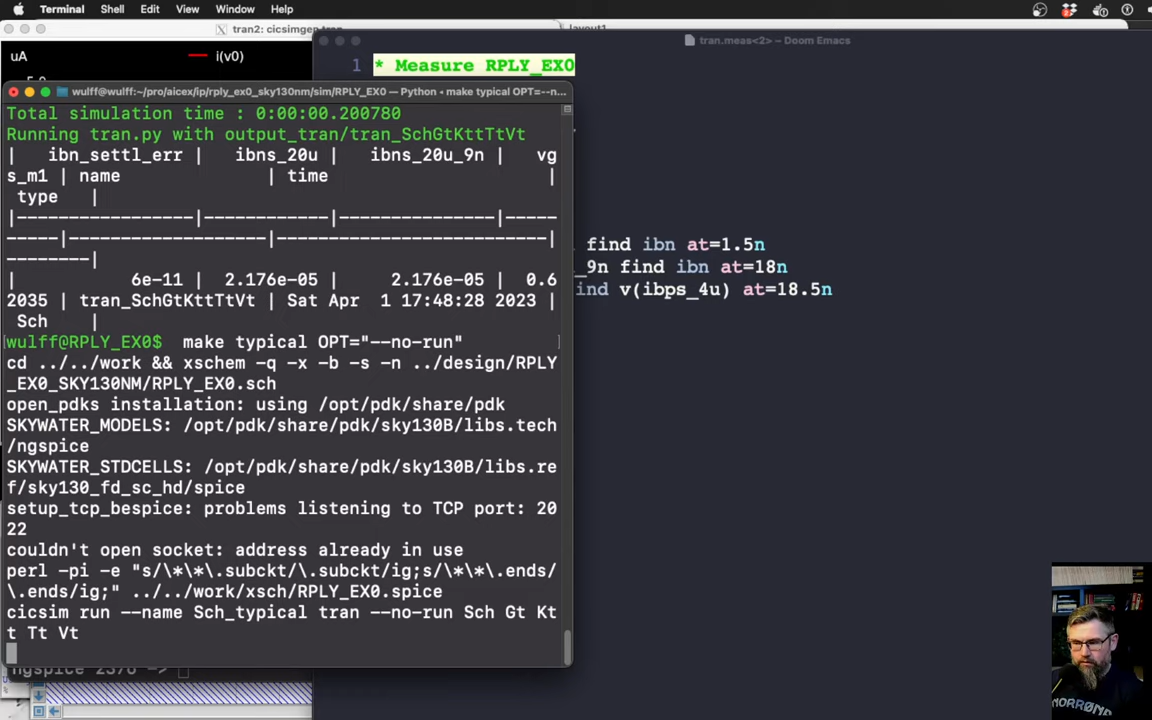 Terminal Shell Edit View Window Help
tran2: cicsimgen tran
layout1
uA
i(v0)
tran.meas<2> – Doom Emacs
1 * Measure RPLY_EX0
wulff@wulff:~/pro/aicex/ip/rply_ex0_sky130nm/sim/RPLY_EX0 — Python • make typical OPT=--n...
Total simulation time : 0:00:00.200780
Running tran.py with output_tran/tran_SchGtKttTtVt
| ibn_settl_err | ibns_20u | ibns_20u_9n | vg
s_m1 | name | time |
type |
|-----------------|------------|---------------|-----
-----|-------------------|--------------------------|
--------|
| 6e-11 | 2.176e-05 | 2.176e-05 | 0.6
2035 | tran_SchGtKttTtVt | Sat Apr 1 17:48:28 2023 |
Sch |
wulff@RPLY_EX0$ make typical OPT="--no-run"
cd ../../work && xschem -q -x -b -s -n ../design/RPLY
_EX0_SKY130NM/RPLY_EX0.sch
open_pdks installation: using /opt/pdk/share/pdk
SKYWATER_MODELS: /opt/pdk/share/pdk/sky130B/libs.tech
/ngspice
SKYWATER_STDCELLS: /opt/pdk/share/pdk/sky130B/libs.re
f/sky130_fd_sc_hd/spice
setup_tcp_bespice: problems listening to TCP port: 20
22
couldn't open socket: address already in use
perl -pi -e "s/\*\*\.subckt/\.subckt/ig;s/\*\*\.ends/
\.ends/ig;" ../../work/xsch/RPLY_EX0.spice
cicsim run --name Sch_typical tran --no-run Sch Gt Kt
t Tt Vt
find ibn at=1.5n
_9n find ibn at=18n
ind v(ibps_4u) at=18.5n
NORRØNA